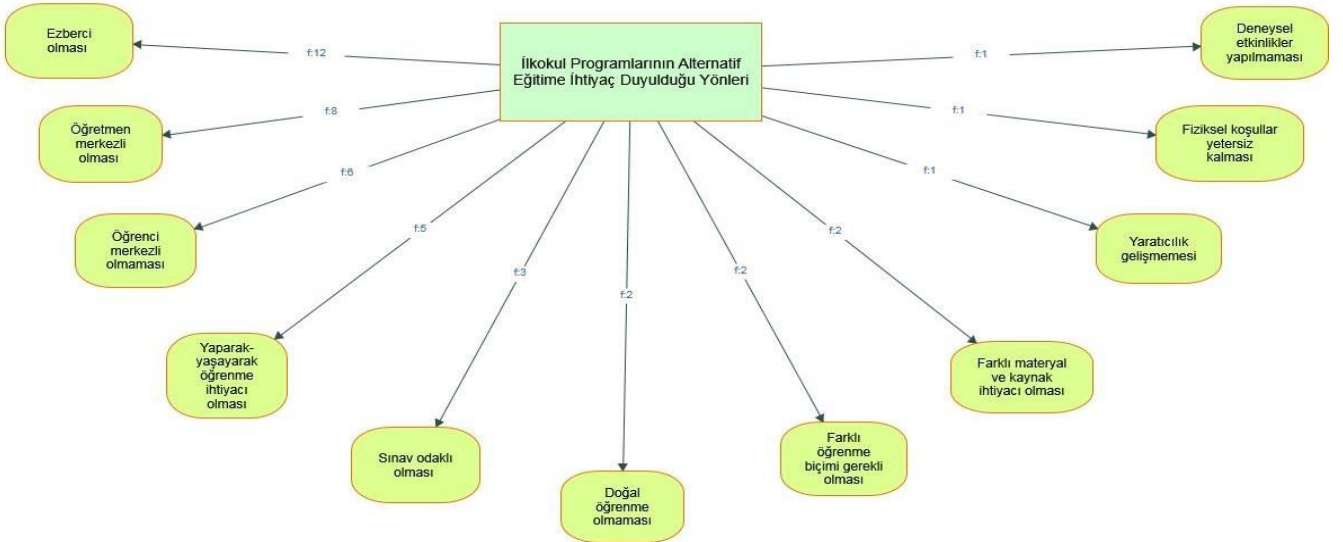 İlkokul Programlarının Alternatif
Eğitime İhtiyaç Duyulduğu Yönleri
f:12
Ezberci
olması
f:8
Öğretmen
merkezli
olması
f:6
Öğrenci
merkezli
olmaması
f:5
Yaparak-
yaşayarak
öğrenme
ihtiyacı
olması
f:3
Sınav odaklı
olması
f:2
Doğal
öğrenme
olmaması
f:2
Farklı
öğrenme
biçimi gerekli
olması
f:2
Farklı materyal
ve kaynak
ihtiyacı olması
f:1
Yaratıcılık
gelişmemesi
f:1
Fiziksel koşullar
yetersiz
kalması
f:1
Deneysel
etkinlikler
yapılmaması